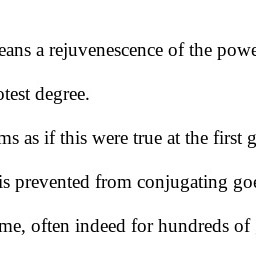 eans a rejuvenescence of the powe
otest degree.
ms as if this were true at the first g
is prevented from conjugating goe
me, often indeed for hundreds of